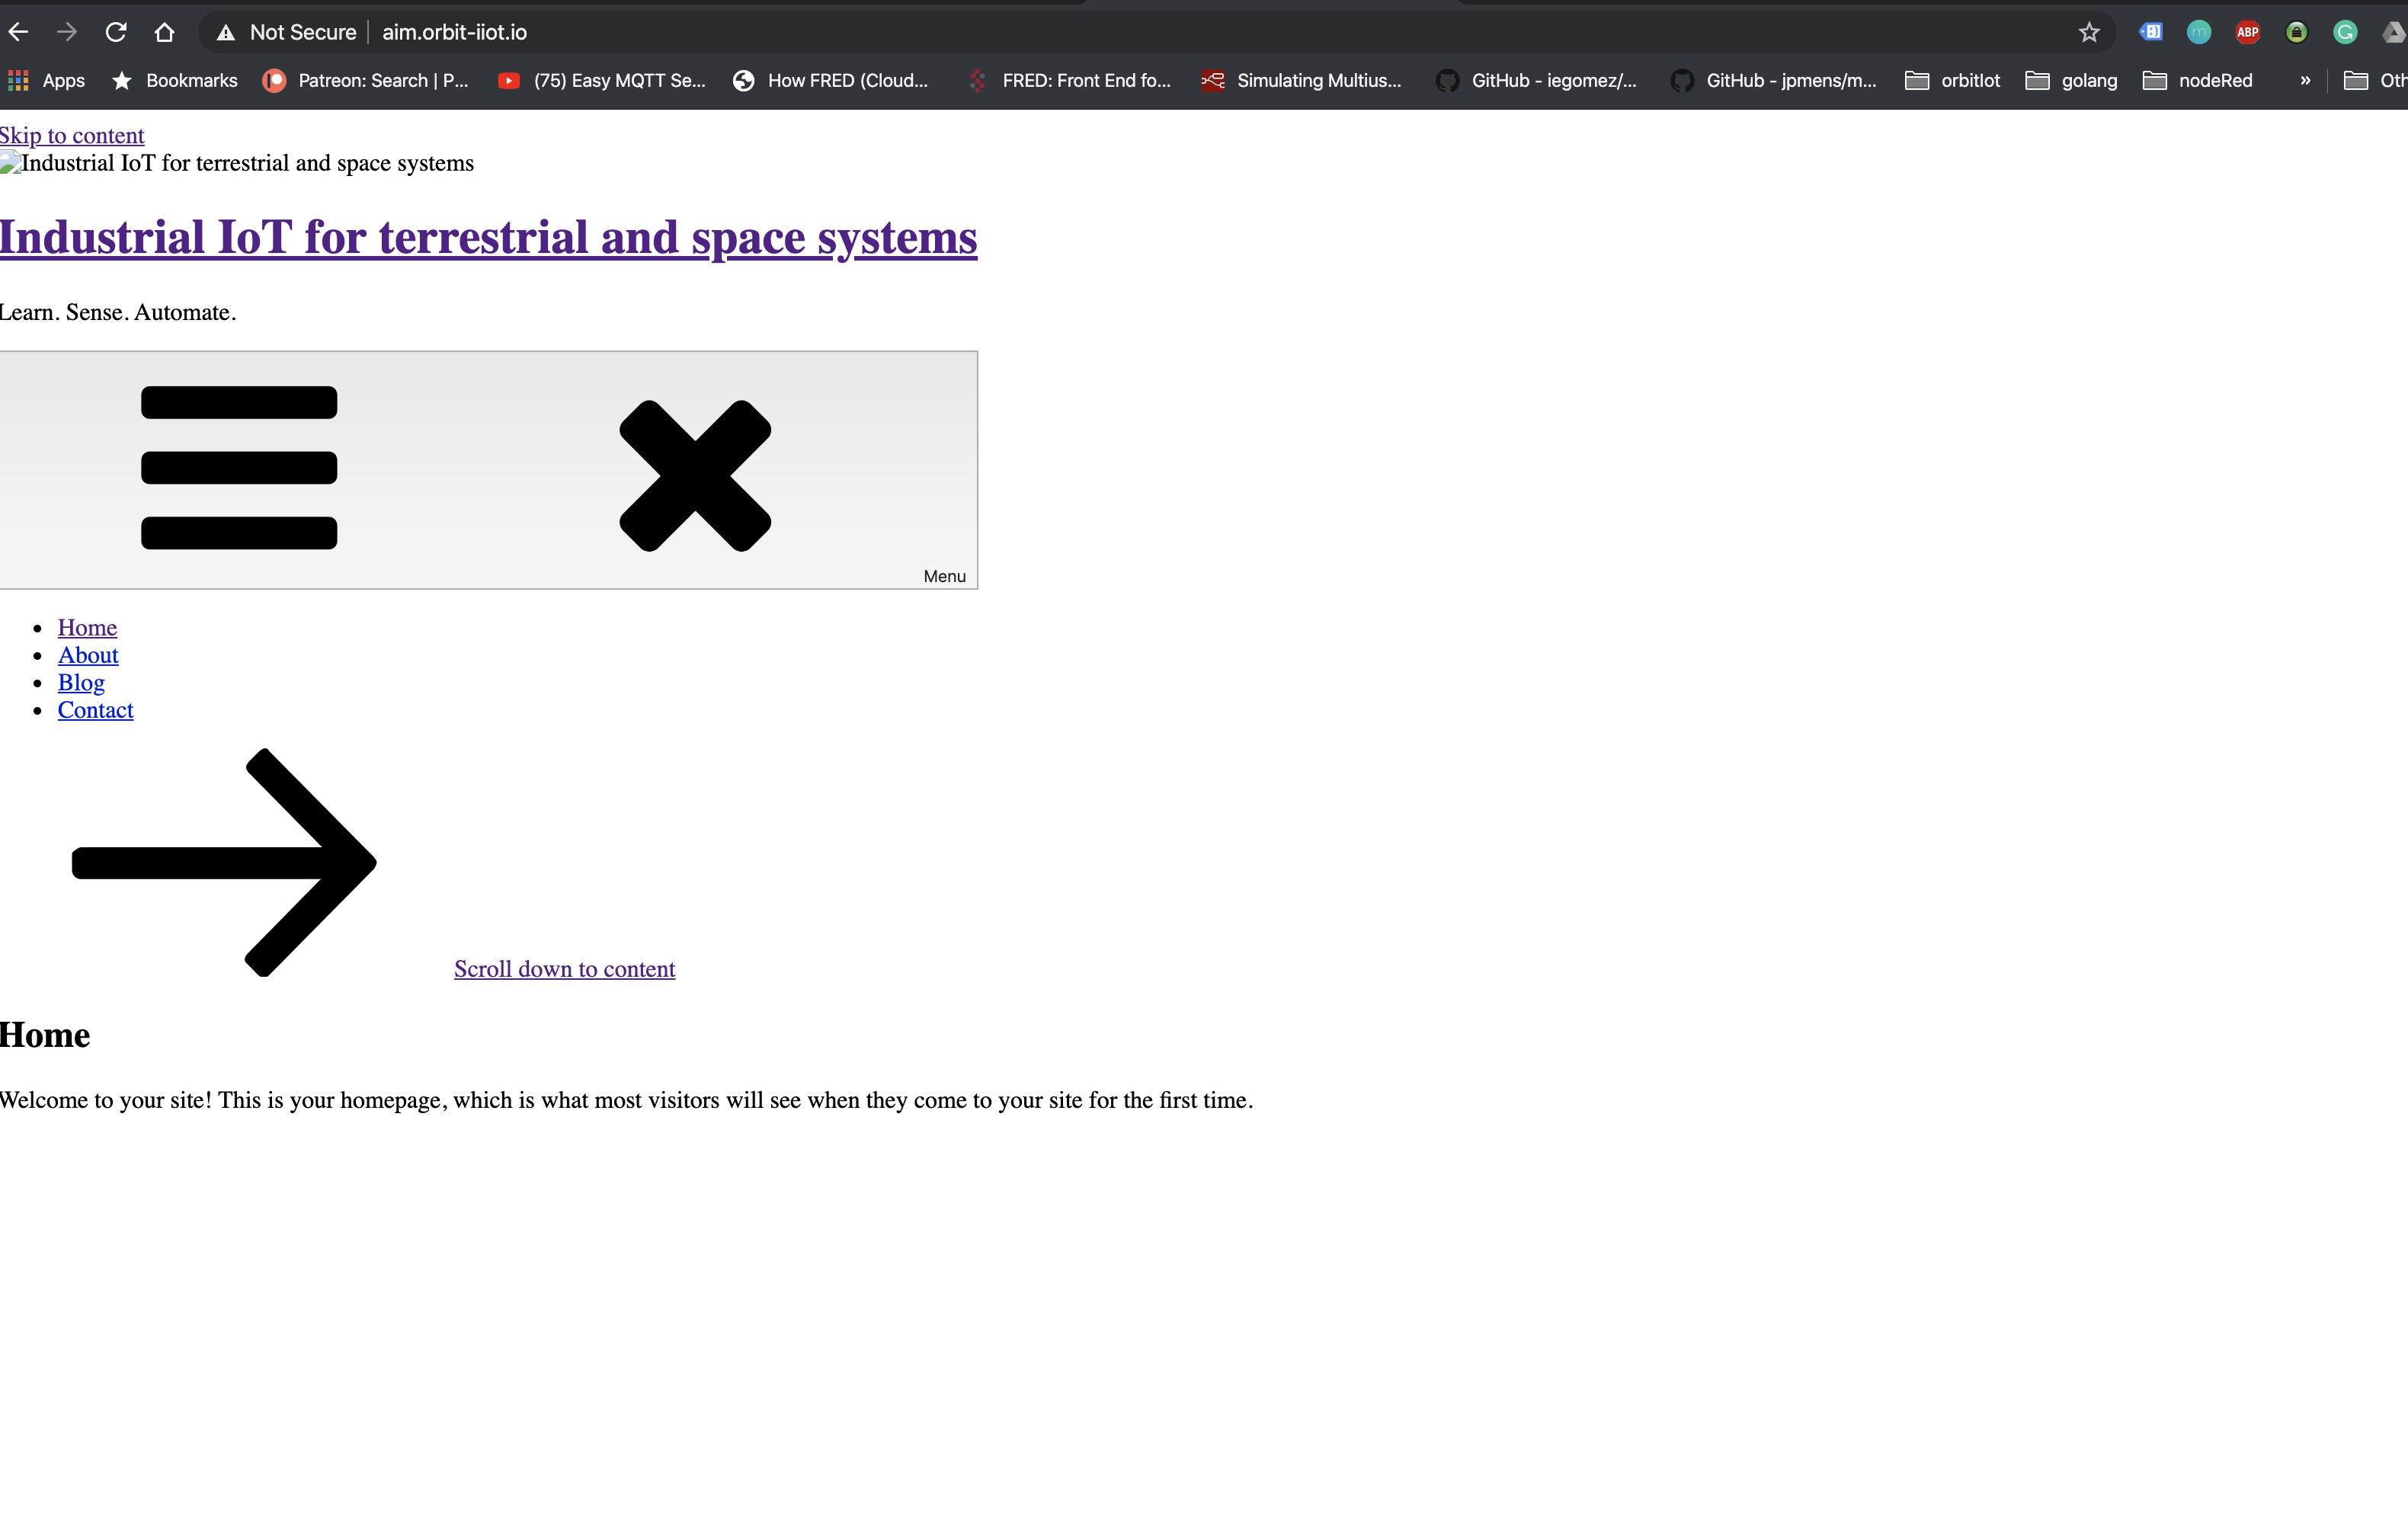 Not Secure | aim.orbit-iiot.io
Apps Bookmarks Patreon: Search | P... (75) Easy MQTT Se... How FRED (Cloud... FRED: Front End fo... Simulating Multius... GitHub - iegomez/... GitHub - jpmens/m... orbitIot golang nodeRed » Oth
ABP
Skip to content
Industrial IoT for terrestrial and space systems
Industrial IoT for terrestrial and space systems
Learn. Sense. Automate.
Menu
Home
About
Blog
Contact
Scroll down to content
Home
Welcome to your site! This is your homepage, which is what most visitors will see when they come to your site for the first time.